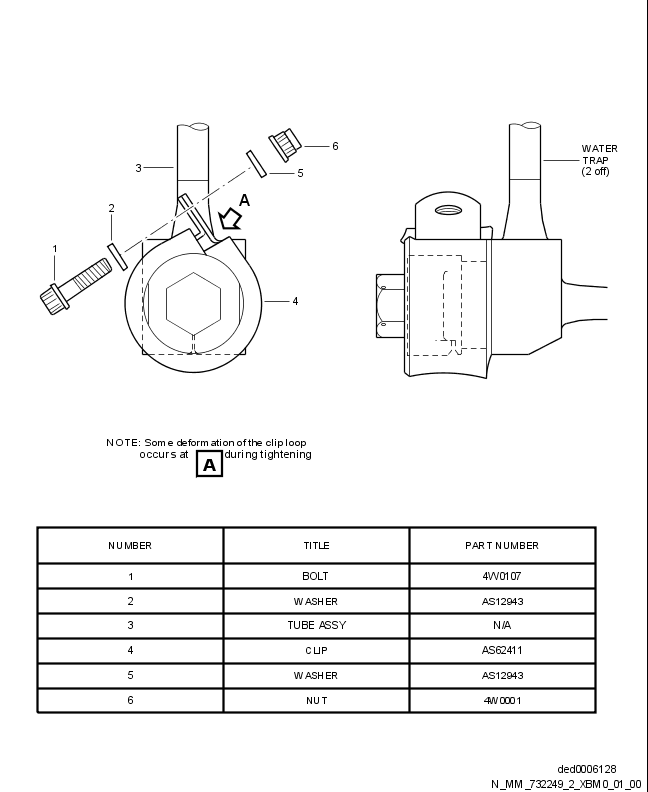 3
6
5
A
2
1
4
WATER
TRAP
(2 off)
NOTE: Some deformation of the clip loop
occurs at A during tightening
NUMBER TITLE PART NUMBER
1 BOLT 4W0107
2 WASHER AS12943
3 TUBE ASSY N/A
4 CLIP AS62411
5 WASHER AS12943
6 NUT 4W0001
ded0006128
N_MM_732249_2_XBM0_01_00